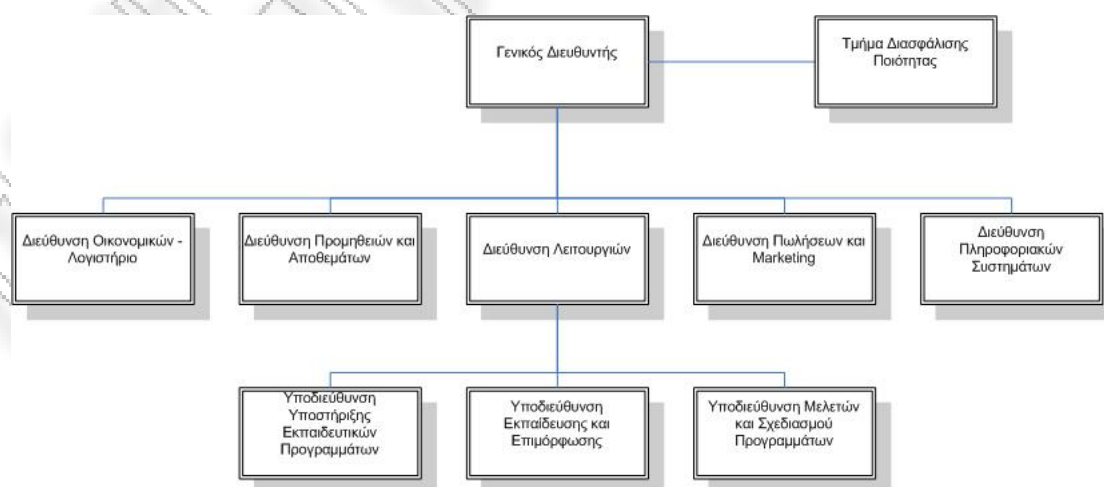 Γενικός Διευθυντής
Τμήμα Διασφάλισης
Ποιότητας
Διεύθυνση Οικονομικών -
Λογιστήριο
Διεύθυνση Προμηθειών και
Αποθεμάτων
Διεύθυνση Λειτουργιών
Διεύθυνση Πωλήσεων και
Marketing
Διεύθυνση
Πληροφοριακών
Συστημάτων
Υποδιεύθυνση
Υποστήριξης
Εκπαιδευτικών
Προγραμμάτων
Υποδιεύθυνση
Εκπαίδευσης και
Επιμόρφωσης
Υποδιεύθυνση Μελετών
και Σχεδιασμού
Προγραμμάτων